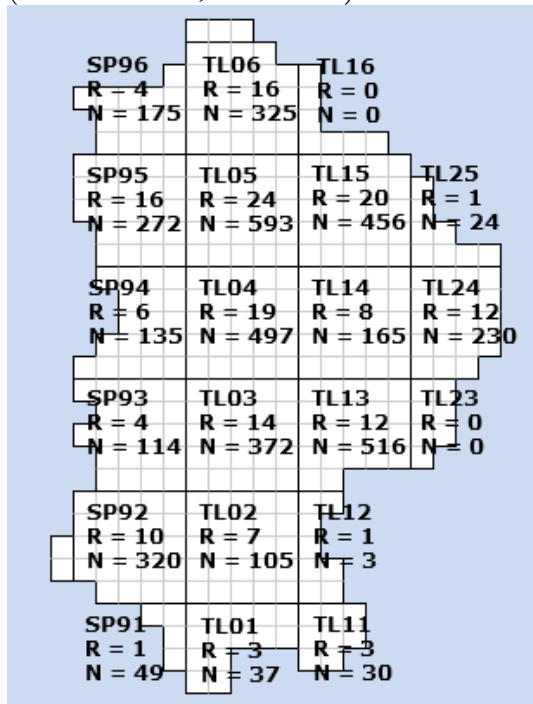 (
,
)
SP96 TL06 TL16
R = 4 R = 16 R = 0
N = 175 N = 325 N = 0
SP95 TL05 TL15 TL25
R = 16 R = 24 R = 20 R = 1
N = 272 N = 593 N = 456 N = 24
SP94 TL04 TL14 TL24
R = 6 R = 19 R = 8 R = 12
N = 135 N = 497 N = 165 N = 230
SP93 TL03 TL13 TL23
R = 4 R = 14 R = 12 R = 0
N = 114 N = 372 N = 516 N = 0
SP92 TL02 TL12
R = 10 R = 7 R = 1
N = 320 N = 105 N = 3
SP91 TL01 TL11
R = 1 R = 3 R = 3
N = 49 N = 37 N = 30